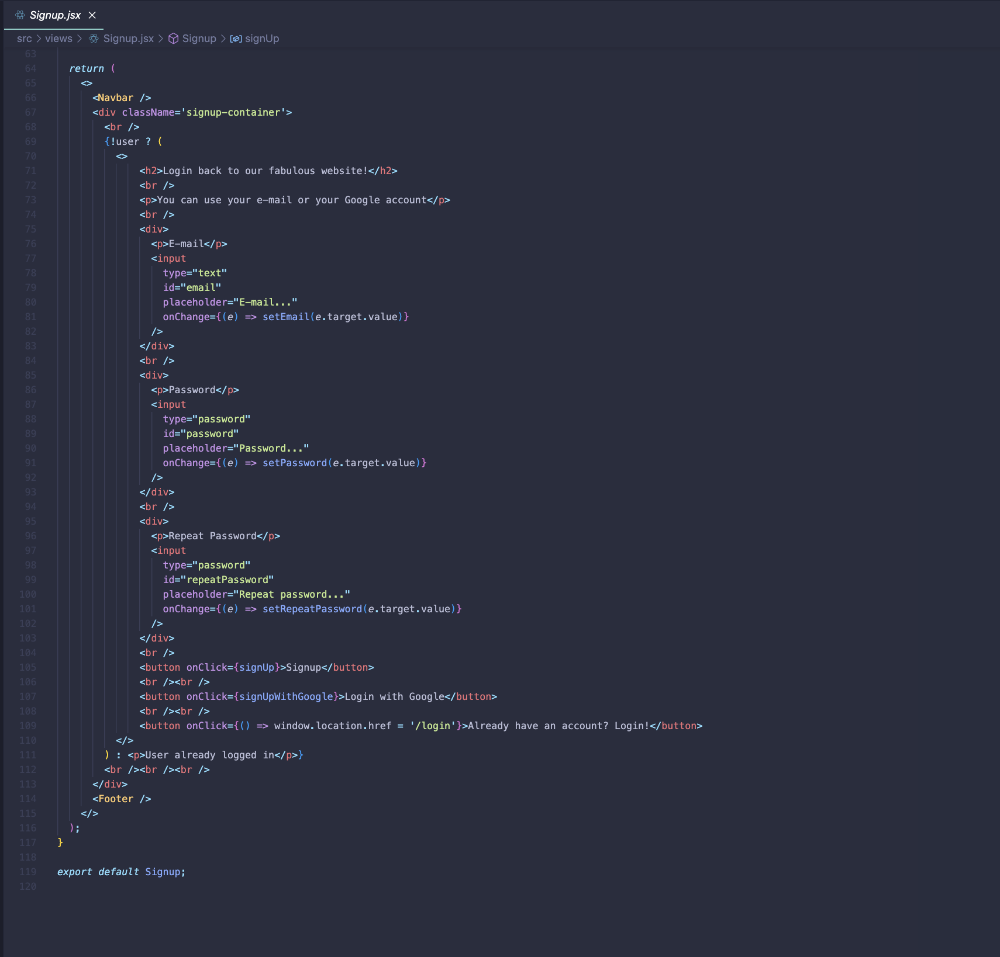 Signup.jsx
src > views > Signup.jsx > Signup > signUp
63
64 return (
65 <>
66 <Navbar />
67 <div className='signup-container'>
68 <br />
69 {!user ? (
70 <>
71 <h2>Login back to our fabulous website!</h2>
72 <br />
73 <p>You can use your e-mail or your Google account</p>
74 <br />
75 <div>
76 <p>E-mail</p>
77 <input
78 type="text"
79 id="email"
80 placeholder="E-mail..."
81 onChange={(e) => setEmail(e.target.value)}
82 />
83 </div>
84 <br />
85 <div>
86 <p>Password</p>
87 <input
88 type="password"
89 id="password"
90 placeholder="Password..."
91 onChange={(e) => setPassword(e.target.value)}
92 />
93 </div>
94 <br />
95 <div>
96 <p>Repeat Password</p>
97 <input
98 type="password"
99 id="repeatPassword"
100 placeholder="Repeat password..."
101 onChange={(e) => setRepeatPassword(e.target.value)}
102 />
103 </div>
104 <br />
105 <button onClick={signUp}>Signup</button>
106 <br /><br />
107 <button onClick={signUpWithGoogle}>Login with Google</button>
108 <br /><br />
109 <button onClick={() => window.location.href = '/login'}>Already have an account? Login!</button>
110 </>
111 ) : <p>User already logged in</p>}
112 <br /><br /><br />
113 </div>
114 <Footer />
115 </>
116 );
117 }
118
119 export default Signup;
120